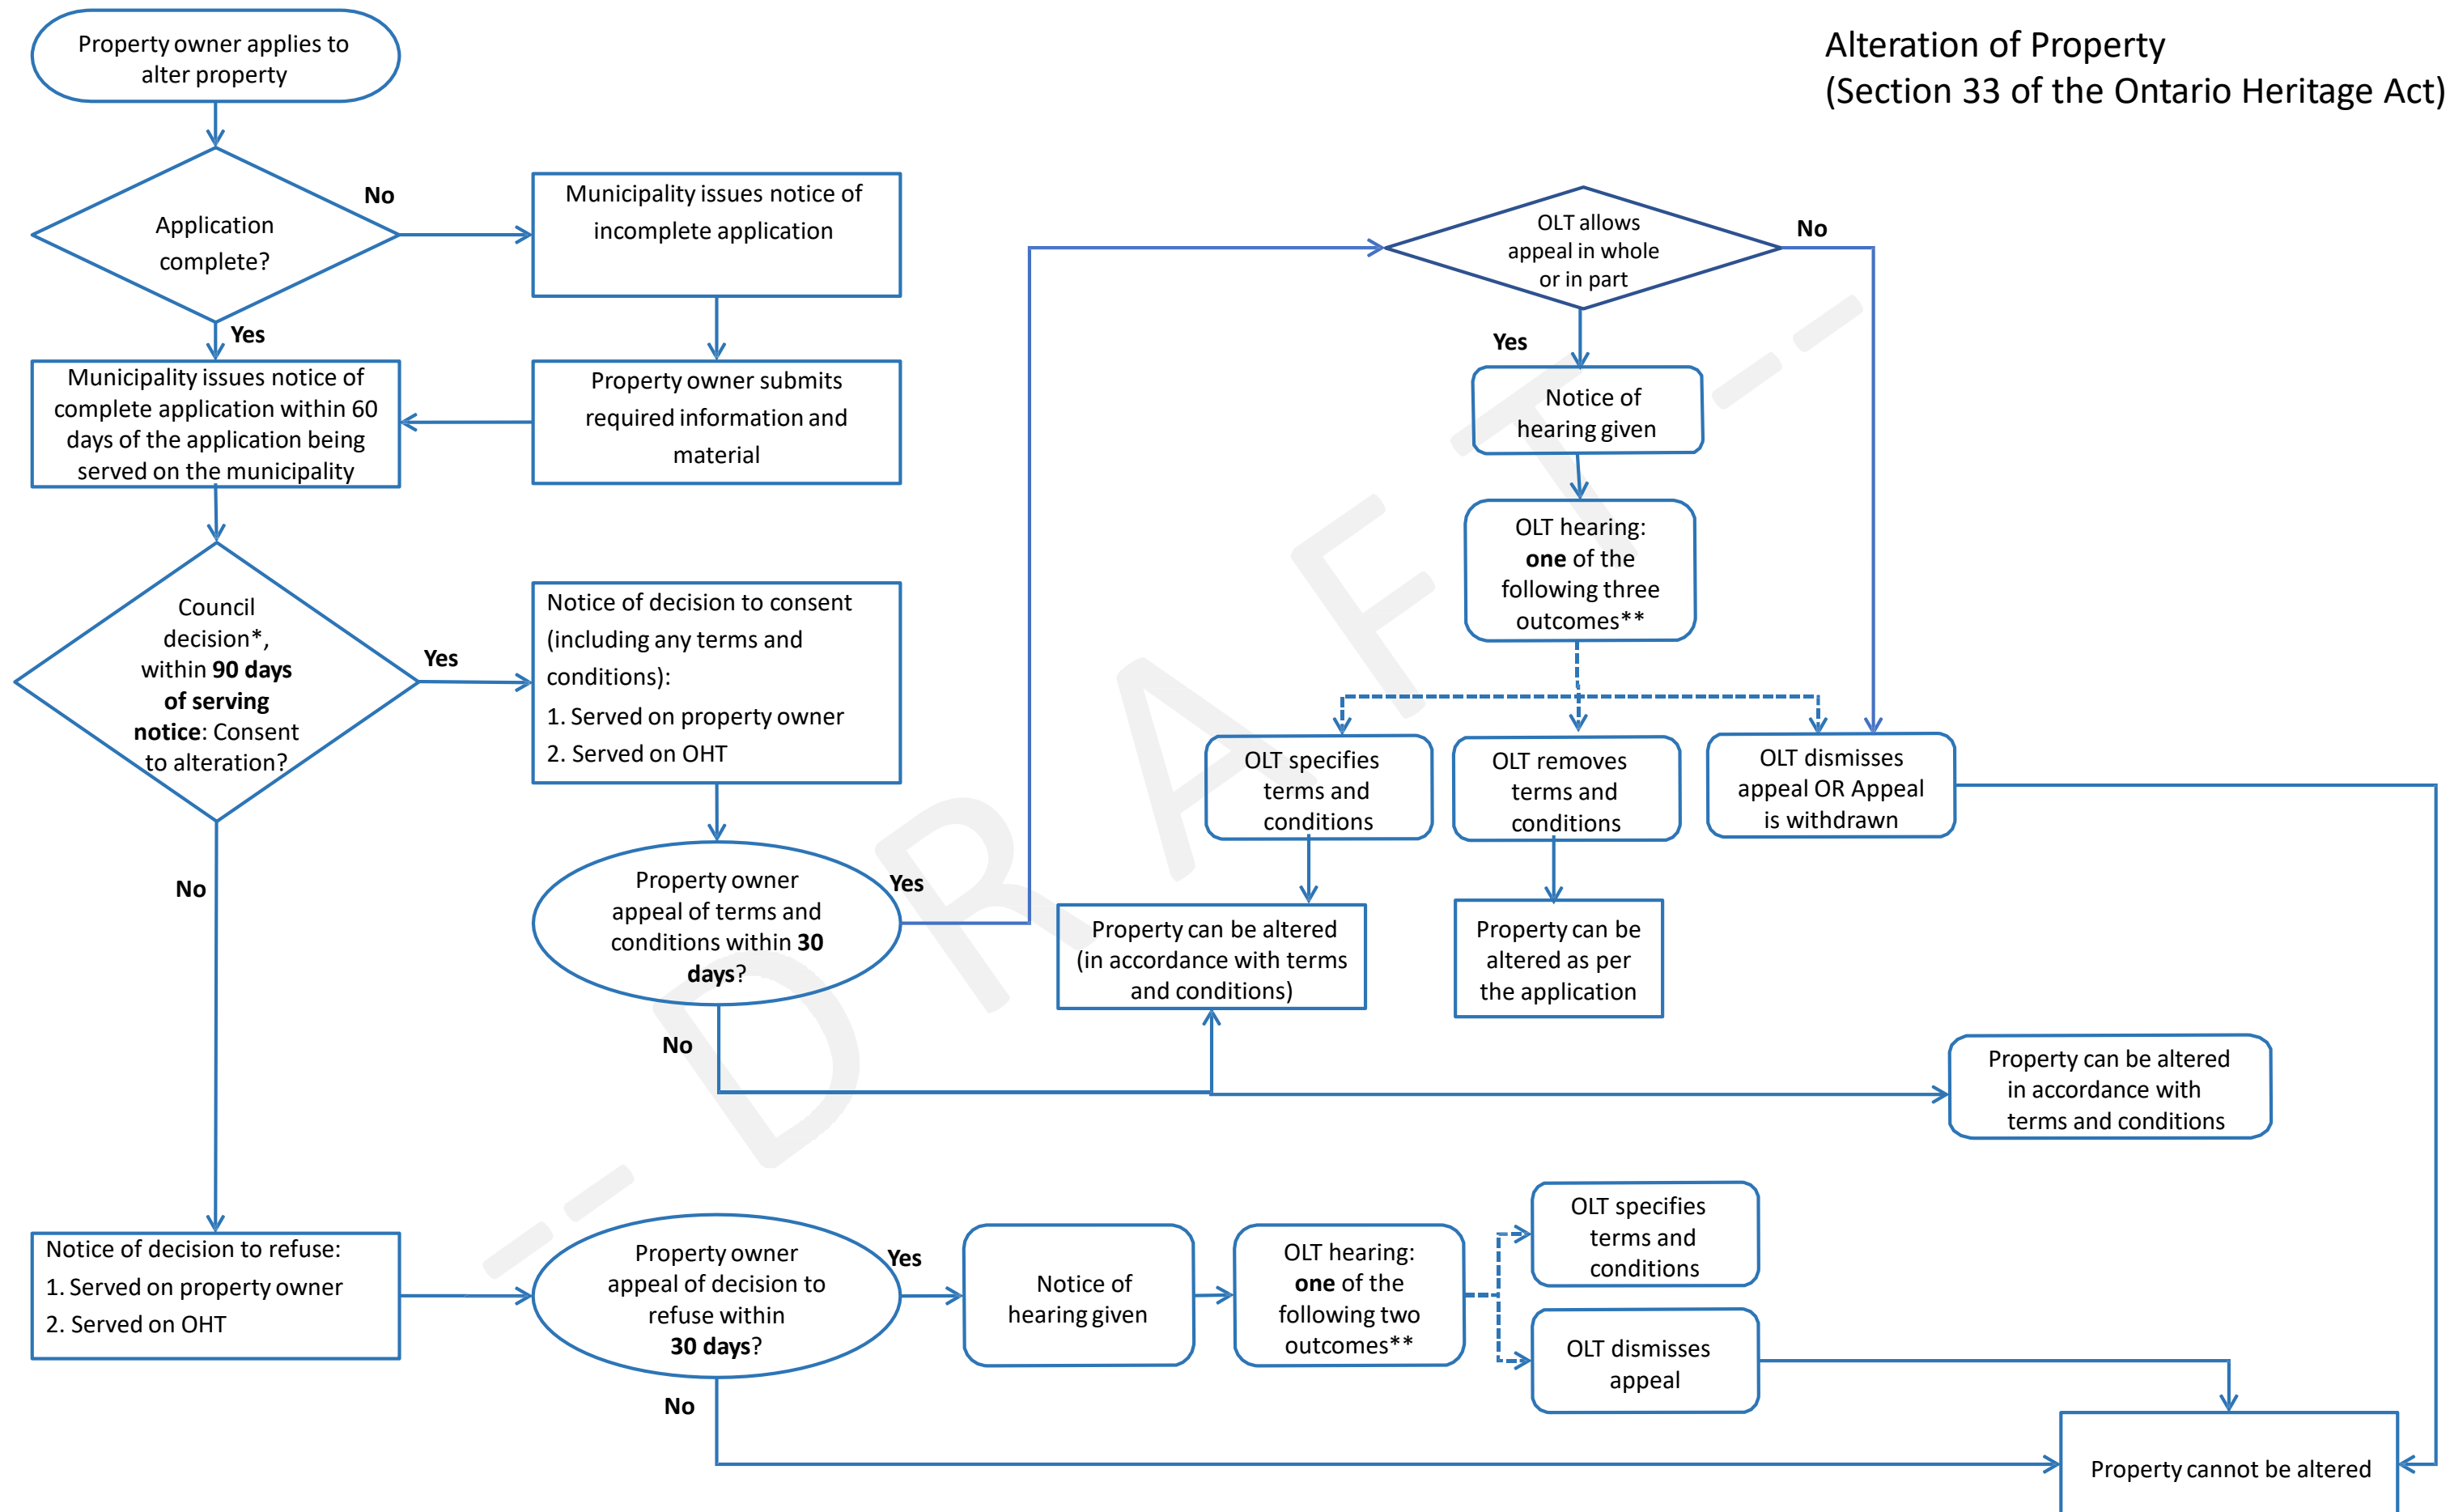 Alteration of Property
(Section 33 of the Ontario Heritage Act)
Property owner applies to
alter property
Application
complete?
No
Yes
Municipality issues notice of
incomplete application
Property owner submits
required information and
material
Municipality issues notice of
complete application within 60
days of the application being
served on the municipality
Council
decision*,
within 90 days
of serving
notice: Consent
to alteration?
Yes
No
Notice of decision to consent
(including any terms and
conditions):
1. Served on property owner
2. Served on OHT
Property owner
appeal of terms and
conditions within 30
days?
Yes
No
OLT allows
appeal in whole
or in part
No
Yes
Notice of
hearing given
OLT hearing:
one of the
following three
outcomes**
OLT specifies
terms and
conditions
OLT removes
terms and
conditions
OLT dismisses
appeal OR Appeal
is withdrawn
Property can be altered
(in accordance with terms
and conditions)
Property can be
altered as per
the application
Property can be altered
in accordance with
terms and conditions
Notice of decision to refuse:
1. Served on property owner
2. Served on OHT
Property owner
appeal of decision to
refuse within
30 days?
Yes
No
Notice of
hearing given
OLT hearing:
one of the
following two
outcomes**
OLT specifies
terms and
conditions
OLT dismisses
appeal
Property cannot be altered
--DRAFT--